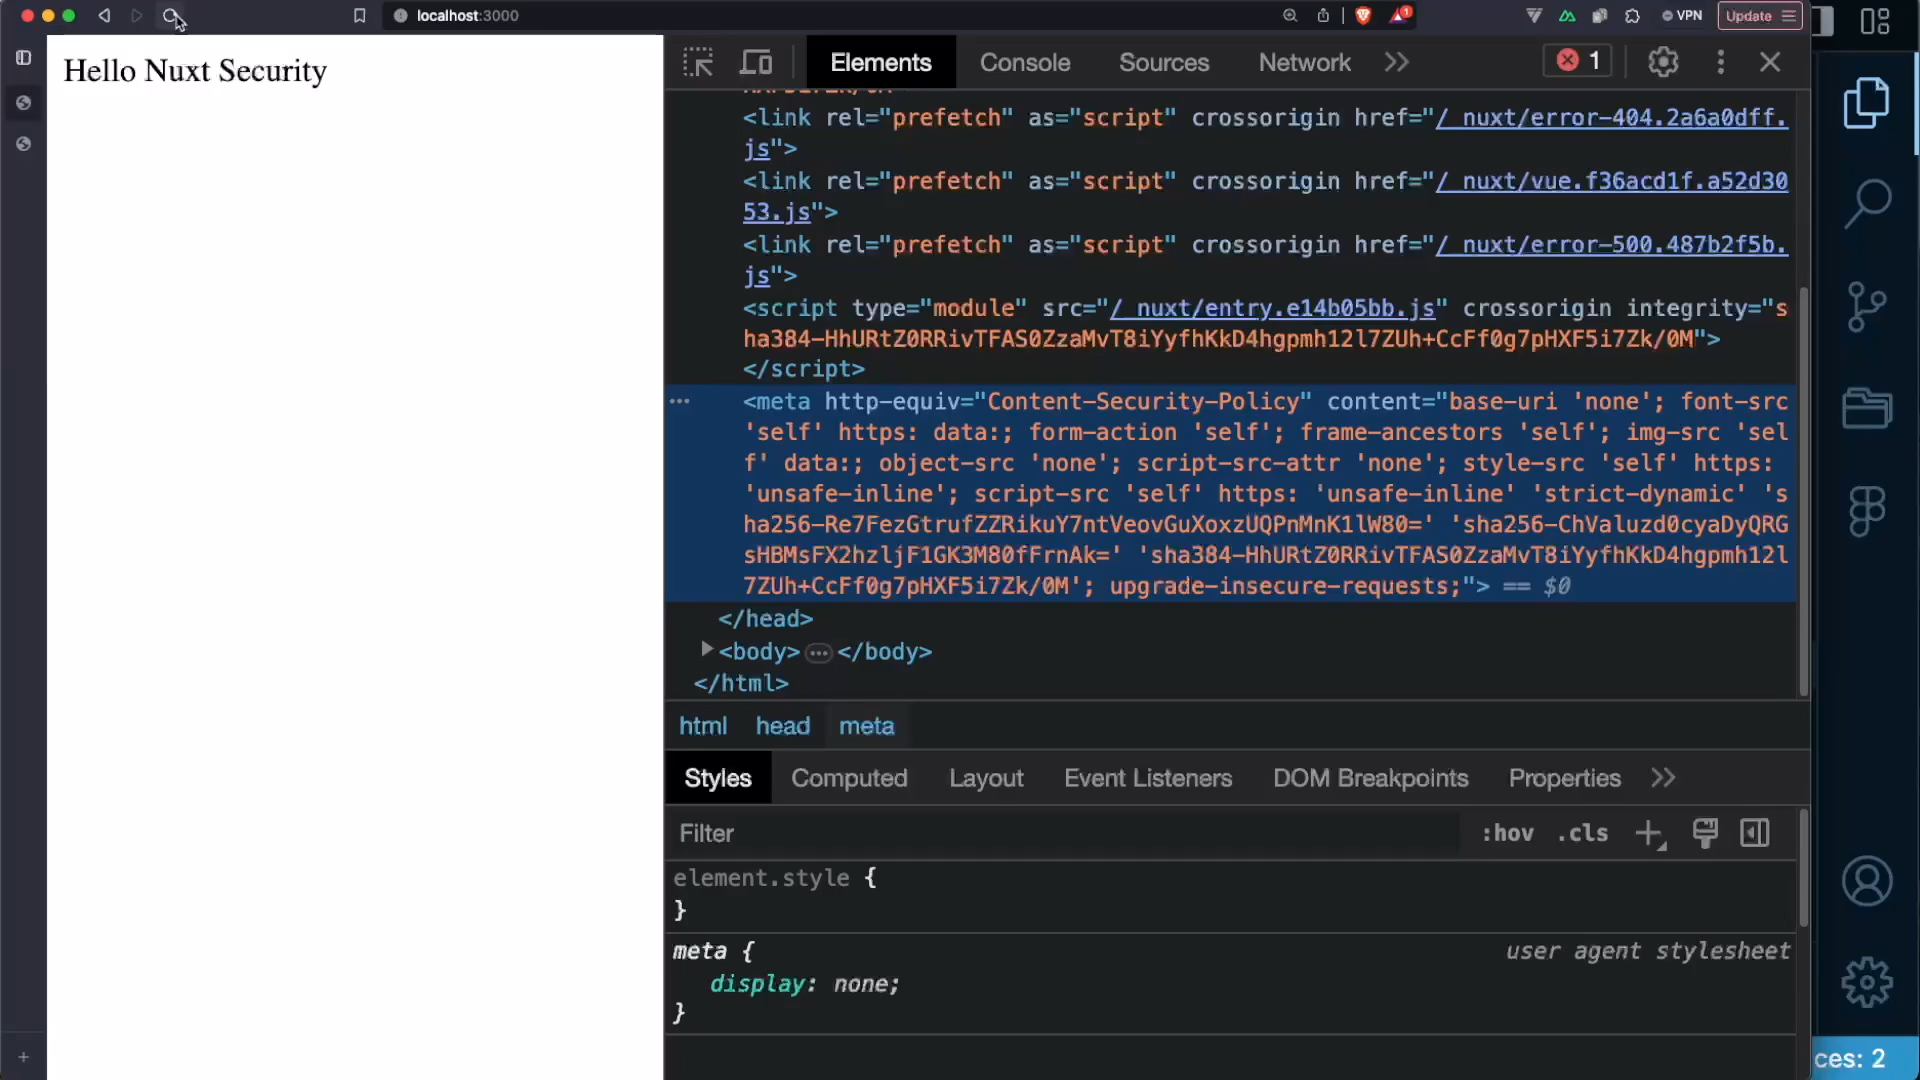 localhost:3000
1
VPN
Update
Hello Nuxt Security
Elements
Console
Sources
Network
1
<link rel="prefetch" as="script" crossorigin href="/_nuxt/error-404.2a6a0dff.
js">
<link rel="prefetch" as="script" crossorigin href="/_nuxt/vue.f36acd1f.a52d30
53.js">
<link rel="prefetch" as="script" crossorigin href="/_nuxt/error-500.487b2f5b.
js">
<script type="module" src="/_nuxt/entry.e14b05bb.js" crossorigin integrity="s
ha384-HhURtZ0RRivTFAS0ZzaMvT8iYyfhKkD4hgpmh12l7ZUh+CcFf0g7pHXF5i7Zk/0M">
</script>
<meta http-equiv="Content-Security-Policy" content="base-uri 'none'; font-src
'self' https: data:; form-action 'self'; frame-ancestors 'self'; img-src 'sel
f' data:; object-src 'none'; script-src-attr 'none'; style-src 'self' https:
'unsafe-inline'; script-src 'self' https: 'unsafe-inline' 'strict-dynamic' 's
ha256-Re7FezGtrufZZRikuY7ntVeovGuXoxzUQPnMnK1lW80=' 'sha256-ChValuzd0cyaDyQRG
sHBMsFX2hzljF1GK3M80fFrnAk=' 'sha384-HhURtZ0RRivTFAS0ZzaMvT8iYyfhKkD4hgpmh12l
7ZUh+CcFf0g7pHXF5i7Zk/0M'; upgrade-insecure-requests;"> == $0
</head>
<body>…</body>
</html>
html head meta
Styles
Computed
Layout
Event Listeners
DOM Breakpoints
Properties
Filter
:hov
.cls
element.style {
}
meta {
user agent stylesheet
display: none;
}
ces: 2